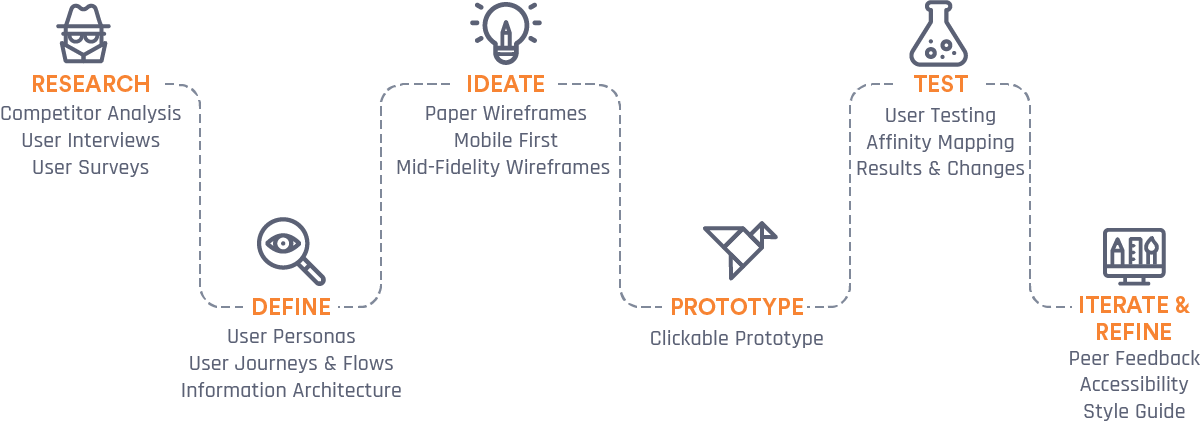 RESEARCH
Competitor Analysis
User Interviews
User Surveys
DEFINE
User Personas
User Journeys & Flows
Information Architecture
IDEATE
Paper Wireframes
Mobile First
Mid-Fidelity Wireframes
PROTOTYPE
Clickable Prototype
TEST
User Testing
Affinity Mapping
Results & Changes
ITERATE &
REFINE
Peer Feedback
Accessibility
Style Guide